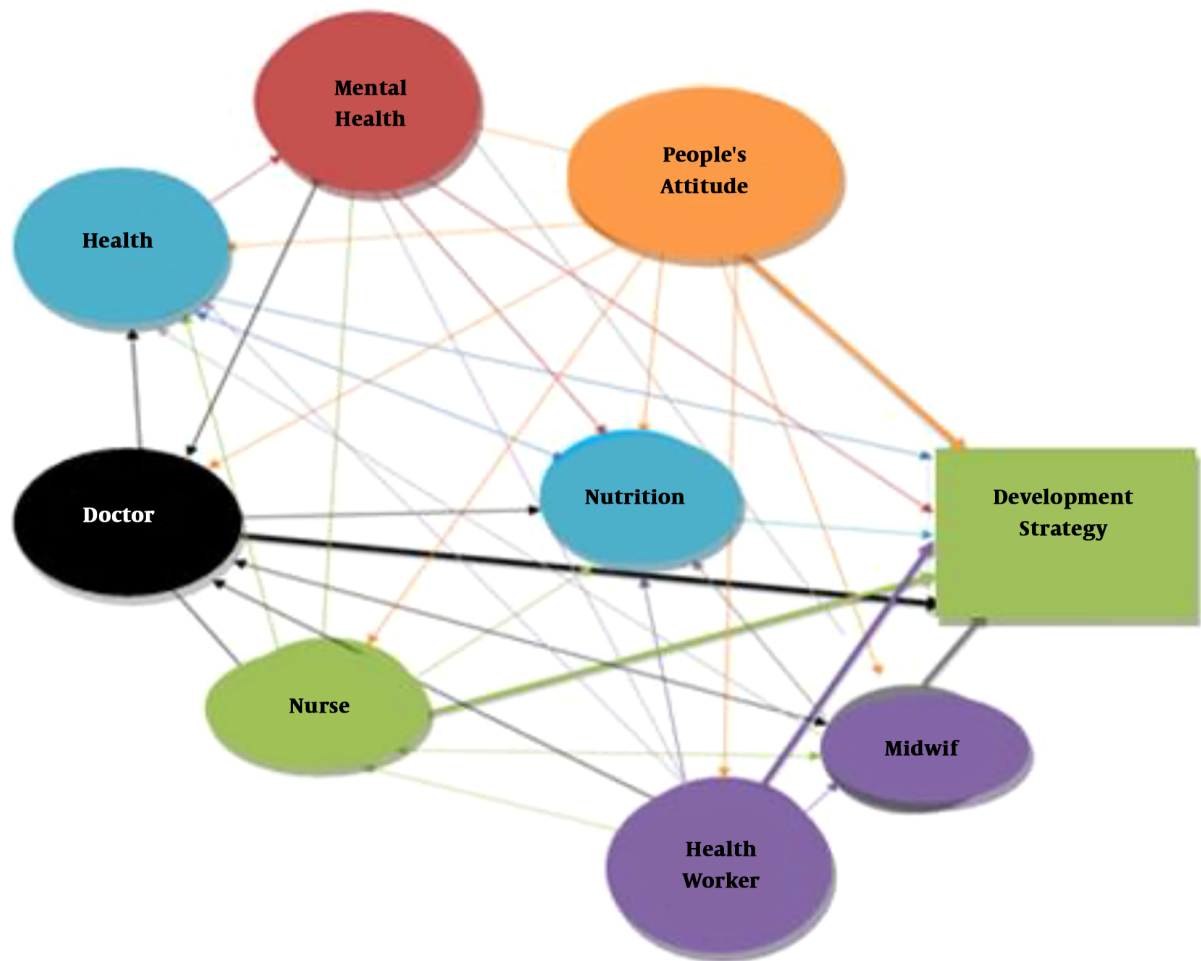 Mental
Health
People's
Attitude
Health
Doctor
Nutrition
Development
Strategy
Nurse
Midwif
Health
Worker